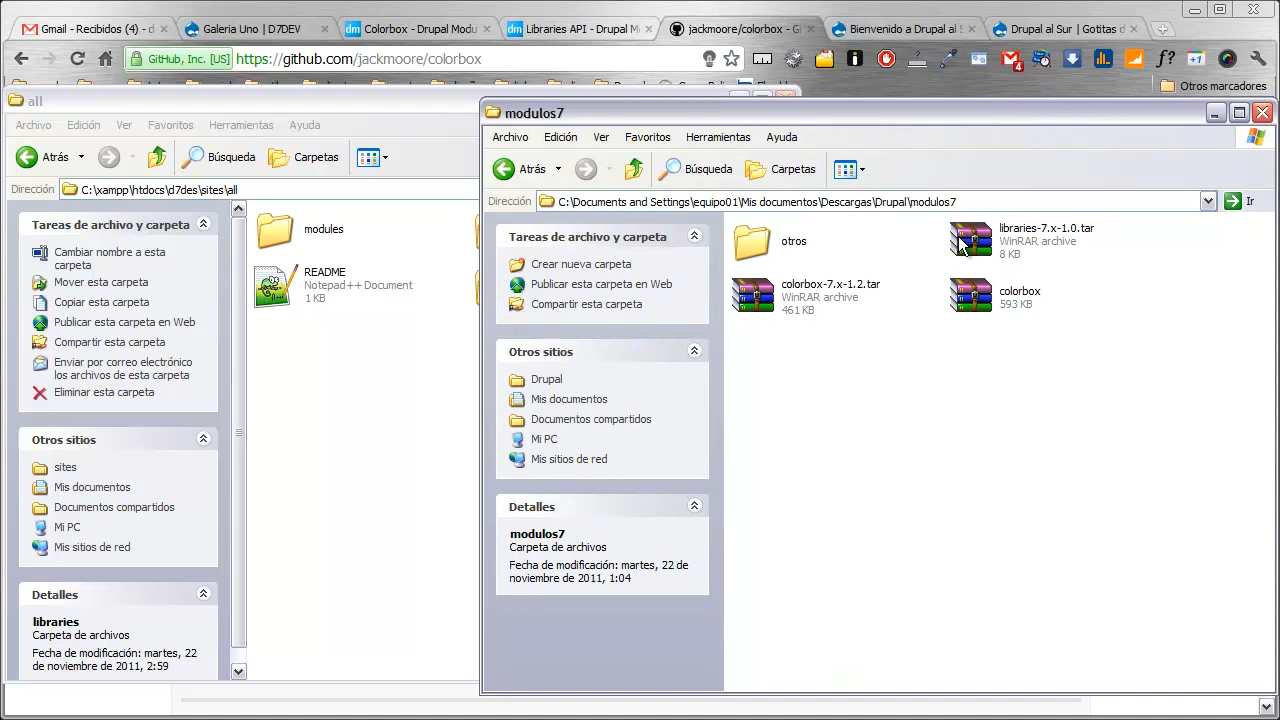 Gmail - Recibidos (4) - d
Galeria Uno | D7DEV
Colorbox - Drupal Modu
Libraries API - Drupal M
jackmoore/colorbox - Gi
Bienvenido a Drupal al S
Drupal al Sur | Gotitas d
GitHub, Inc. [US]
https://github.com/jackmoore/colorbox
Otros marcadores
all
Archivo Edición Ver Favoritos Herramientas Ayuda
Atrás Búsqueda Carpetas
Dirección C:\xampp\htdocs\d7des\sites\all
Tareas de archivo y carpeta
Cambiar nombre a esta
carpeta
Mover esta carpeta
Copiar esta carpeta
Publicar esta carpeta en Web
Compartir esta carpeta
Enviar por correo electrónico
los archivos de esta carpeta
Eliminar esta carpeta
Otros sitios
sites
Mis documentos
Documentos compartidos
Mi PC
Mis sitios de red
Detalles
libraries
Carpeta de archivos
Fecha de modificación: martes, 22
de noviembre de 2011, 2:59
modules
README
Notepad++ Document
1 KB
modulos7
Archivo Edición Ver Favoritos Herramientas Ayuda
Atrás Búsqueda Carpetas
Dirección C:\Documents and Settings\equipo01\Mis documentos\Descargas\Drupal\modulos7 Ir
Tareas de archivo y carpeta
Crear nueva carpeta
Publicar esta carpeta en Web
Compartir esta carpeta
Otros sitios
Drupal
Mis documentos
Documentos compartidos
Mi PC
Mis sitios de red
Detalles
modulos7
Carpeta de archivos
Fecha de modificación: martes, 22 de
noviembre de 2011, 1:04
otros
libraries-7.x-1.0.tar
WinRAR archive
8 KB
colorbox-7.x-1.2.tar
WinRAR archive
461 KB
colorbox
593 KB